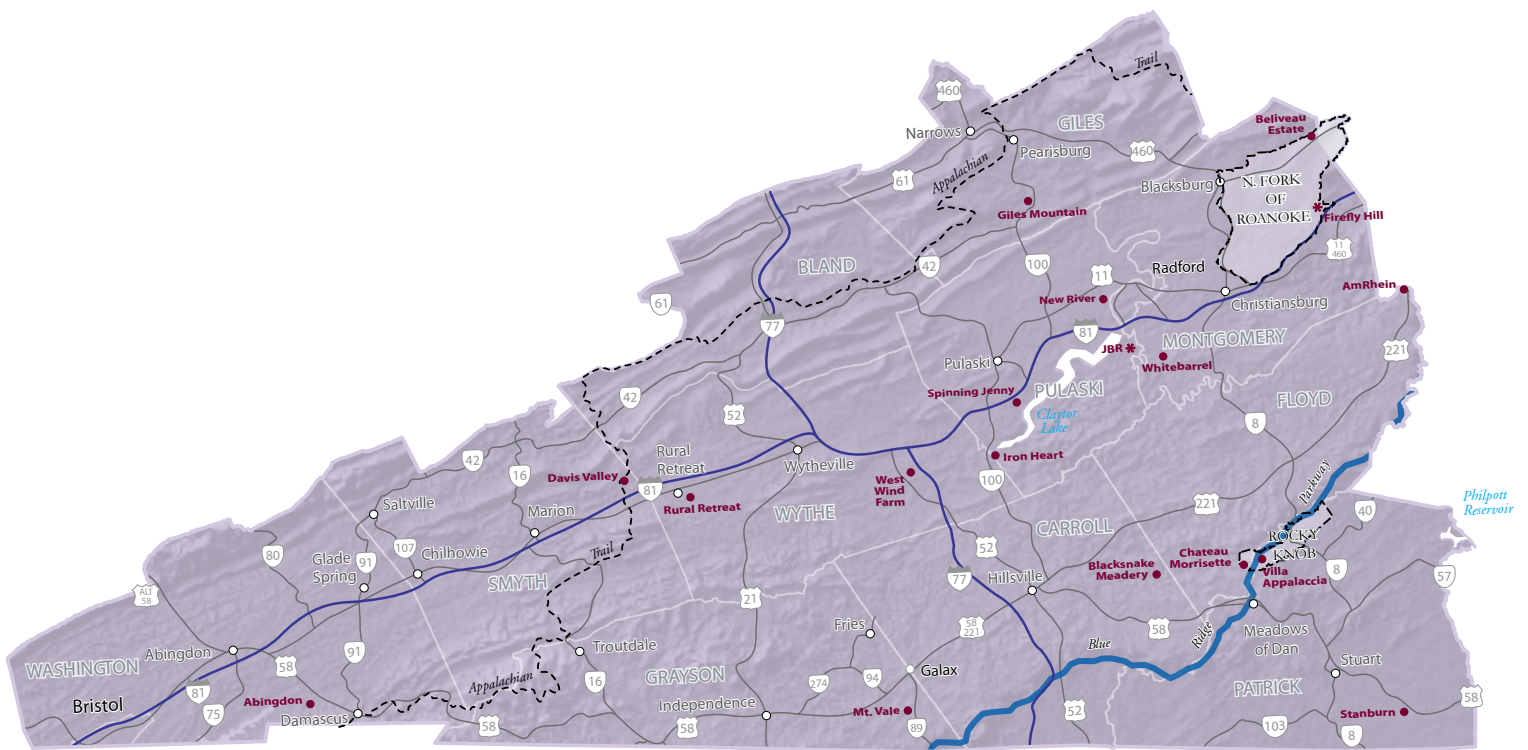 Trail
460
Beliveau
Estate
GILES
Narrows
Pearisburg
460
Appalachian
61
Blacksburg
N. FORK
OF
ROANOKE
Giles Mountain
Firefly Hill
11
460
BLAND
42
100
11
Radford
AmRhein
61
New River
Christiansburg
77
81
JBR
MONTGOMERY
221
Pulaski
Whitebarrel
Spinning Jenny
PULASKI
42
52
Claytor
Lake
FLOYD
8
Rural
Retreat
42
16
Davis Valley
81
Wytheville
Iron Heart
West
Wind
Farm
100
Parkway
Philpott
Reservoir
Saltville
Rural Retreat
221
Marion
WYTHE
CARROLL
40
ROCKY
KNOB
80
107
Chilhowie
Trail
52
Chateau
Morrisette
Glade
Spring
91
Blacksnake
Meadery
Villa
Appalaccia
8
57
ALT
58
SMYTH
77
Hillsville
21
Fries
58
221
58
Meadows
of Dan
Ridge
Blue
Abingdon
91
Troutdale
WASHINGTON
58
Stuart
Galax
GRAYSON
94
274
16
Appalachian
PATRICK
81
Bristol
75
Abingdon
Damascus
Independence
Mt. Vale
52
58
Stanburn
58
58
89
103
8